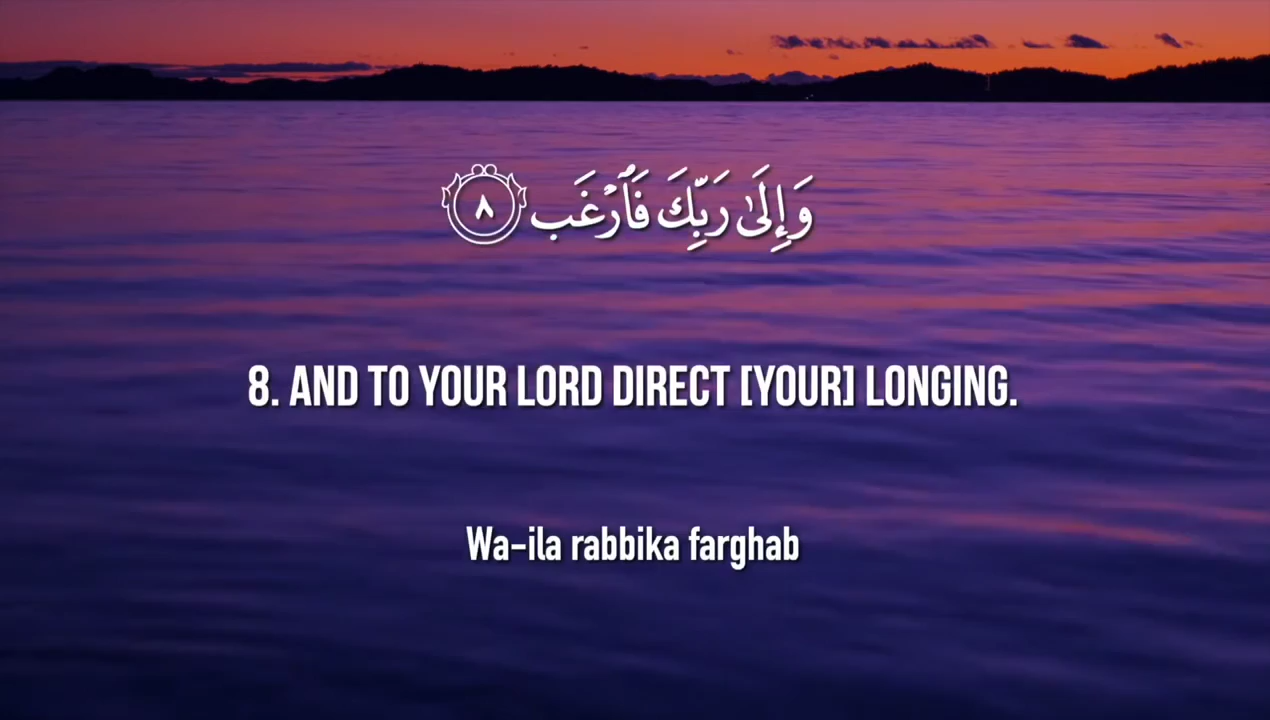 وَإِلَىٰ رَبِّكَ فَٱرْغَب ٨
8. AND TO YOUR LORD DIRECT [YOUR] LONGING.
Wa-ila rabbika farghab